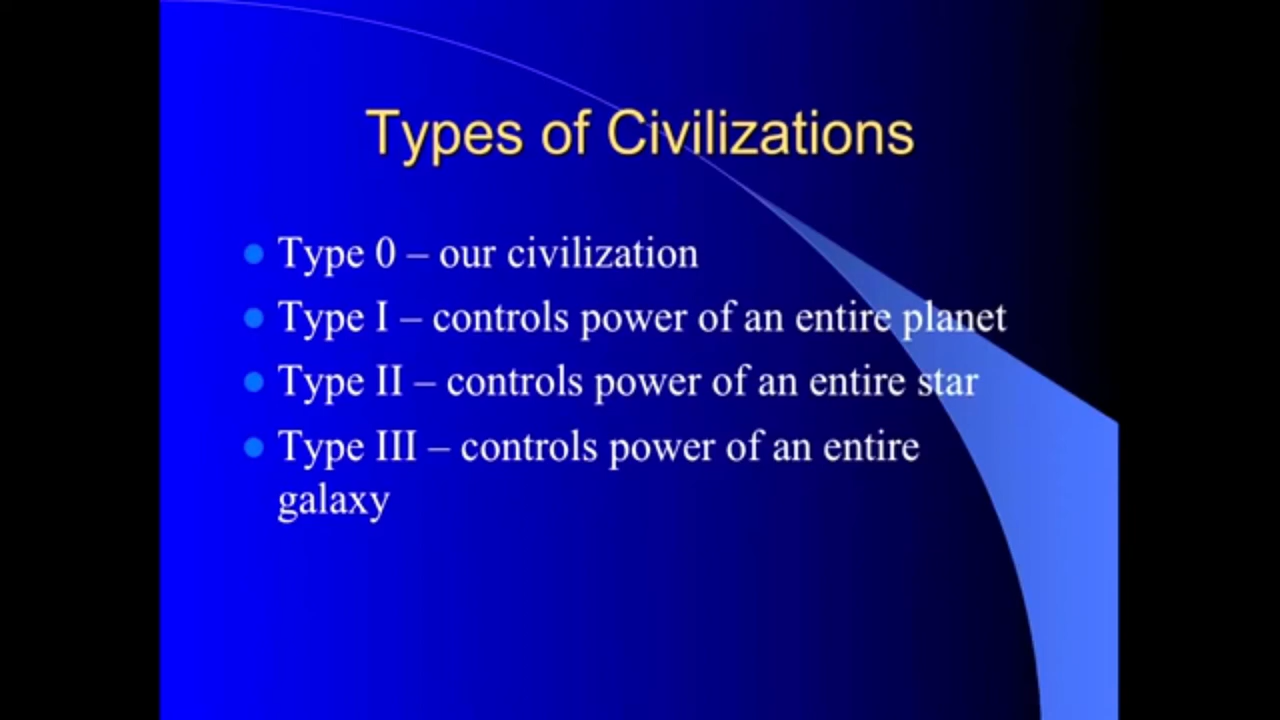 Types of Civilizations
Type 0 – our civilization
Type I – controls power of an entire planet
Type II – controls power of an entire star
Type III – controls power of an entire
galaxy